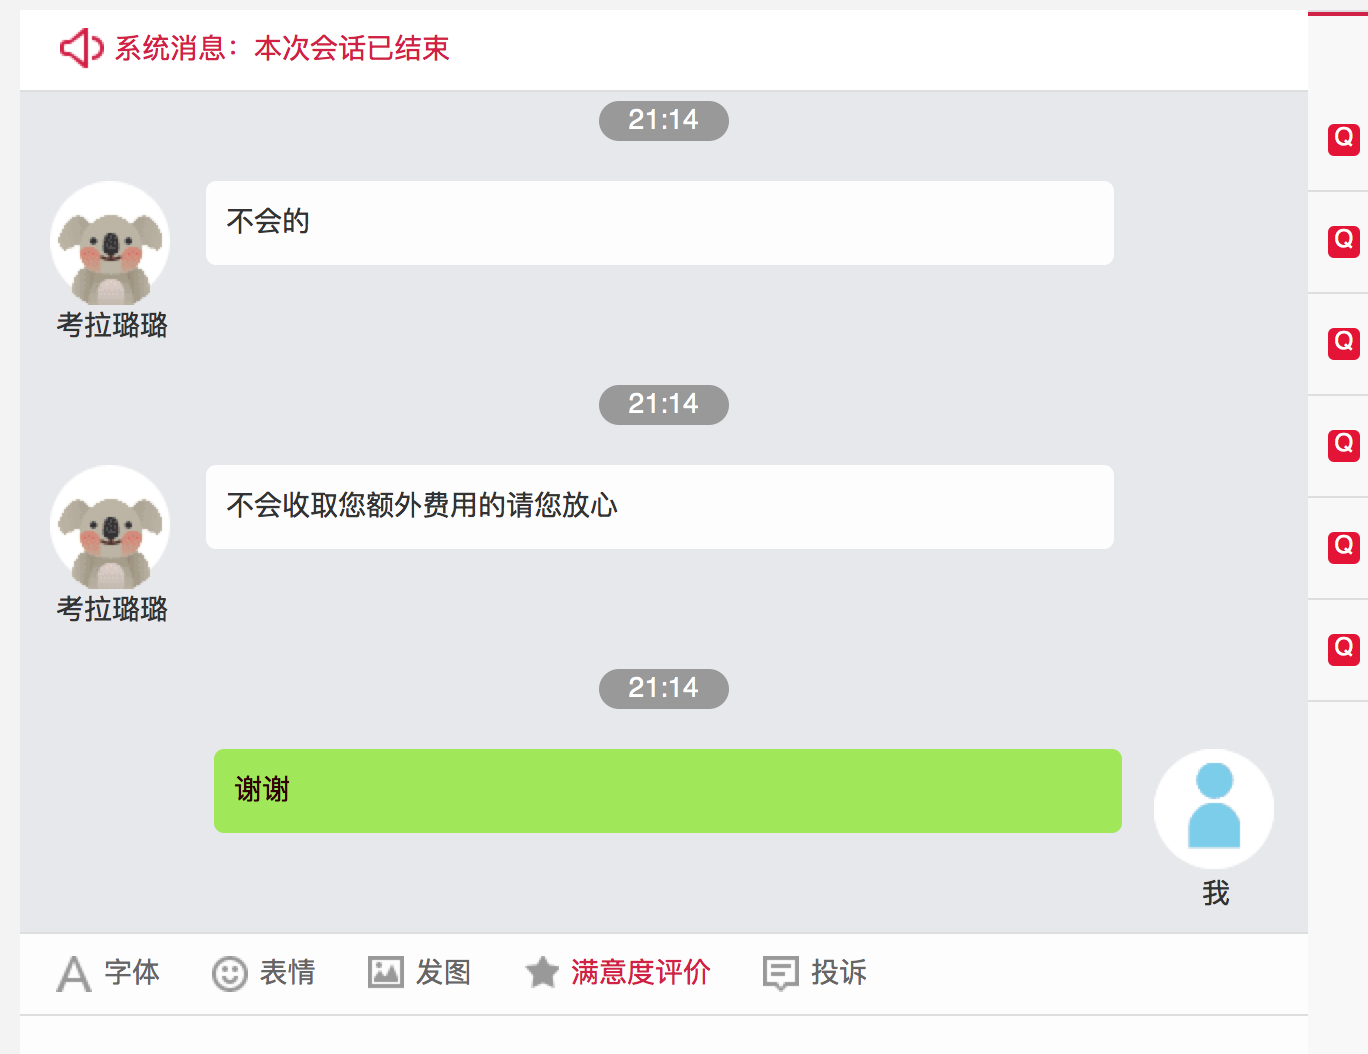 系统消息：本次会话已结束
21:14
不会的
考拉璐璐
21:14
不会收取您额外费用的请您放心
考拉璐璐
21:14
谢谢
我
字体 表情 发图 满意度评价 投诉
Q
Q
Q
Q
Q
Q